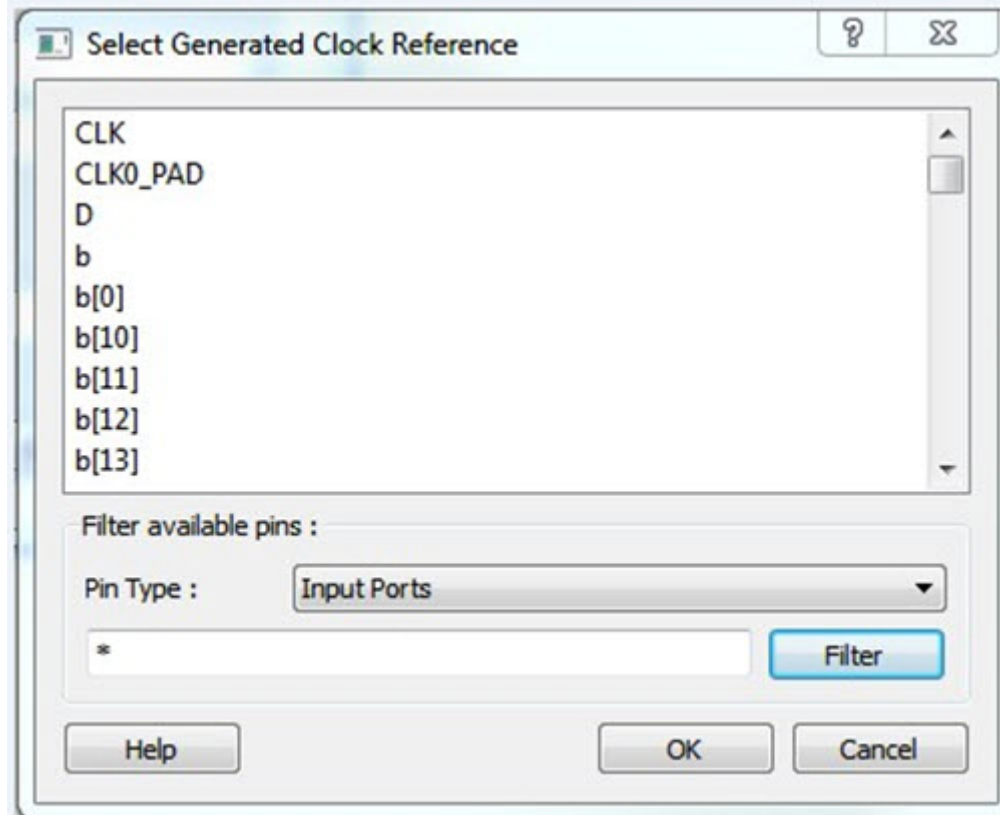 Select Generated Clock Reference
CLK
CLK0_PAD
D
b
b[0]
b[10]
b[11]
b[12]
b[13]
Filter available pins :
Pin Type : Input Ports
* Filter
Help OK Cancel